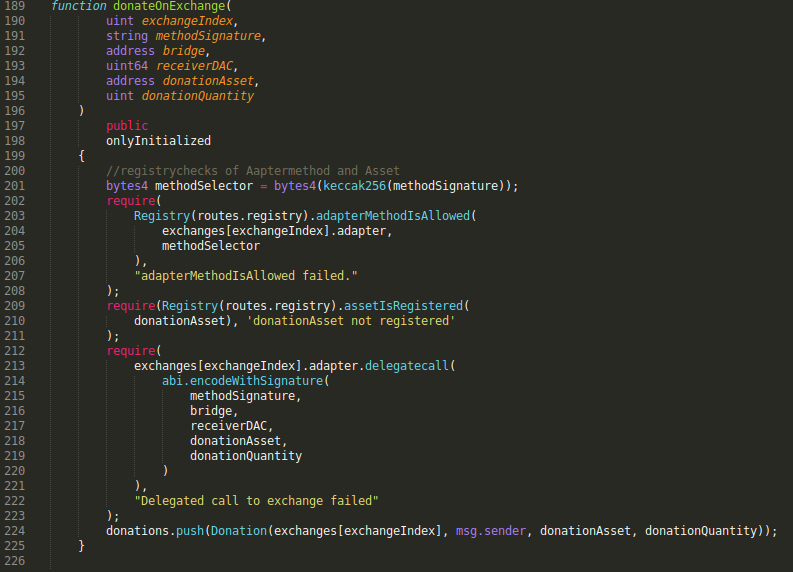 189 function donateOnExchange(
190 uint exchangeIndex,
191 string methodSignature,
192 address bridge,
193 uint64 receiverDAC,
194 address donationAsset,
195 uint donationQuantity
196 )
197 public
198 onlyInitialized
199 {
200 //registrychecks of Aaptermethod and Asset
201 bytes4 methodSelector = bytes4(keccak256(methodSignature));
202 require(
203 Registry(routes.registry).adapterMethodIsAllowed(
204 exchanges[exchangeIndex].adapter,
205 methodSelector
206 ),
207 "adapterMethodIsAllowed failed."
208 );
209 require(Registry(routes.registry).assetIsRegistered(
210 donationAsset), 'donationAsset not registered'
211 );
212 require(
213 exchanges[exchangeIndex].adapter.delegatecall(
214 abi.encodeWithSignature(
215 methodSignature,
216 bridge,
217 receiverDAC,
218 donationAsset,
219 donationQuantity
220 )
221 ),
222 "Delegated call to exchange failed"
223 );
224 donations.push(Donation(exchanges[exchangeIndex], msg.sender, donationAsset, donationQuantity));
225 }
226